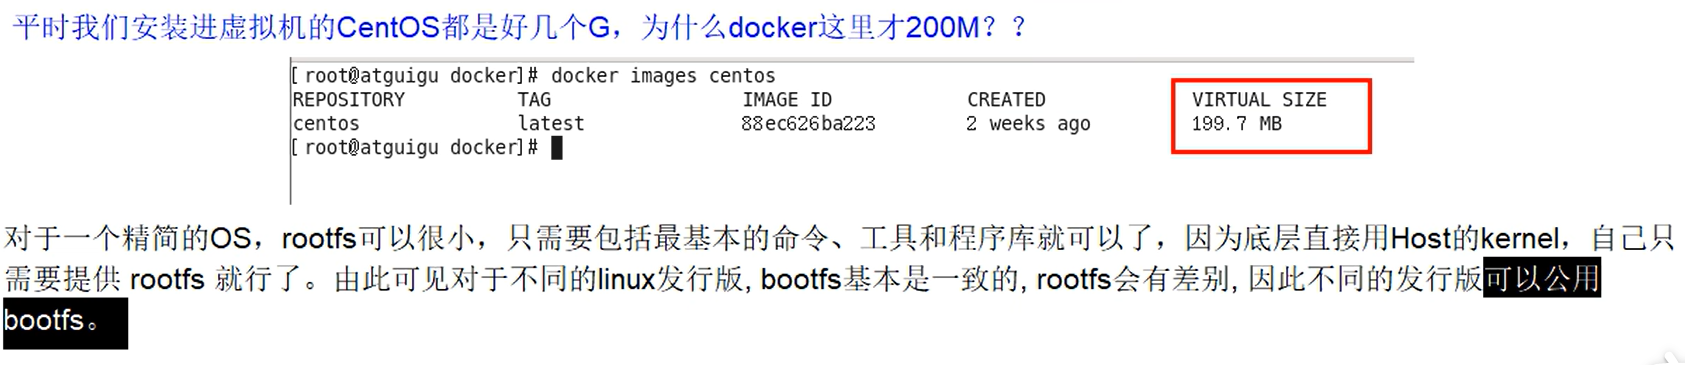 平时我们安装进虚拟机的CentOS都是好几个G，为什么docker这里才200M？？
[root@atguigu docker]# docker images centos
REPOSITORY TAG IMAGE ID CREATED VIRTUAL SIZE
centos latest 88ec626ba223 2 weeks ago 199.7 MB
[root@atguigu docker]#
对于一个精简的OS，rootfs可以很小，只需要包括最基本的命令、工具和程序库就可以了，因为底层直接用Host的kernel，自己只
需要提供 rootfs 就行了。由此可见对于不同的linux发行版, bootfs基本是一致的, rootfs会有差别, 因此不同的发行版可以公用
bootfs。